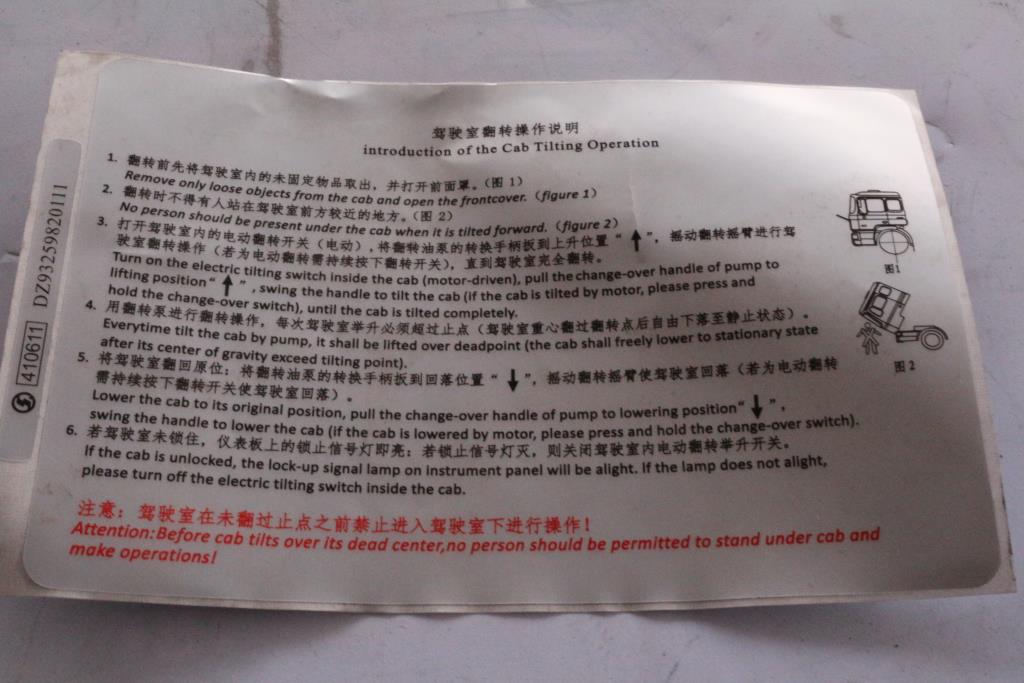 驾驶室翻转操作说明
introduction of the Cab Tilting Operation
1. 翻转前先将驾驶室内的未固定物品取出，并打开前面罩。（图 1）
Remove only loose objects from the cab and open the frontcover. (figure 1)
2. 翻转时不得有人站在驾驶室前方较近的地方。（图 2）
No person should be present under the cab when it is tilted forward. (figure 2)
3. 打开驾驶室内的电动翻转开关（电动），将翻转油泵的转换手柄扳到上升位置“↑”，摇动翻转摇臂进行驾
驶室翻转操作（若为电动翻转需持续按下翻转开关），直到驾驶室完全翻转。
Turn on the electric tilting switch inside the cab (motor-driven), pull the change-over handle of pump to
lifting position“↑”, swing the handle to tilt the cab (if the cab is tilted by motor, please press and
hold the change-over switch), until the cab is tilted completely.
4. 用翻转泵进行翻转操作，每次驾驶室举升必须超过止点（驾驶室重心翻过翻转点后自由下落至静止状态）。
Everytime tilt the cab by pump, it shall be lifted over deadpoint (the cab shall freely lower to stationary state
after its center of gravity exceed tilting point).
5. 将驾驶室翻回原位：将翻转油泵的转换手柄扳到回落位置“↓”，摇动翻转摇臂使驾驶室回落（若为电动翻转
需持续按下翻转开关使驾驶室回落）。
Lower the cab to its original position, pull the change-over handle of pump to lowering position“↓”,
swing the handle to lower the cab (if the cab is lowered by motor, please press and hold the change-over switch).
6. 若驾驶室未锁住，仪表板上的锁止信号灯即亮；若锁止信号灯灭，则关闭驾驶室内电动翻转举升开关。
If the cab is unlocked, the lock-up signal lamp on instrument panel will be alight. If the lamp does not alight,
please turn off the electric tilting switch inside the cab.
注意：驾驶室在未翻过止点之前禁止进入驾驶室下进行操作！
Attention:Before cab tilts over its dead center,no person should be permitted to stand under cab and
make operations!
图1
图2
410611 DZ93259820111